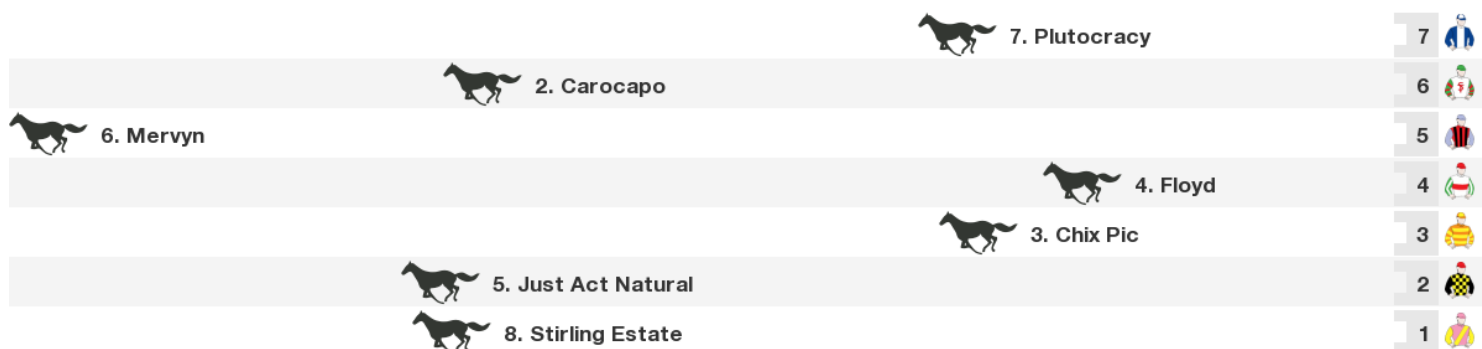 7. Plutocracy 7
2. Carocapo 6
6. Mervyn 5
4. Floyd 4
3. Chix Pic 3
5. Just Act Natural 2
8. Stirling Estate 1